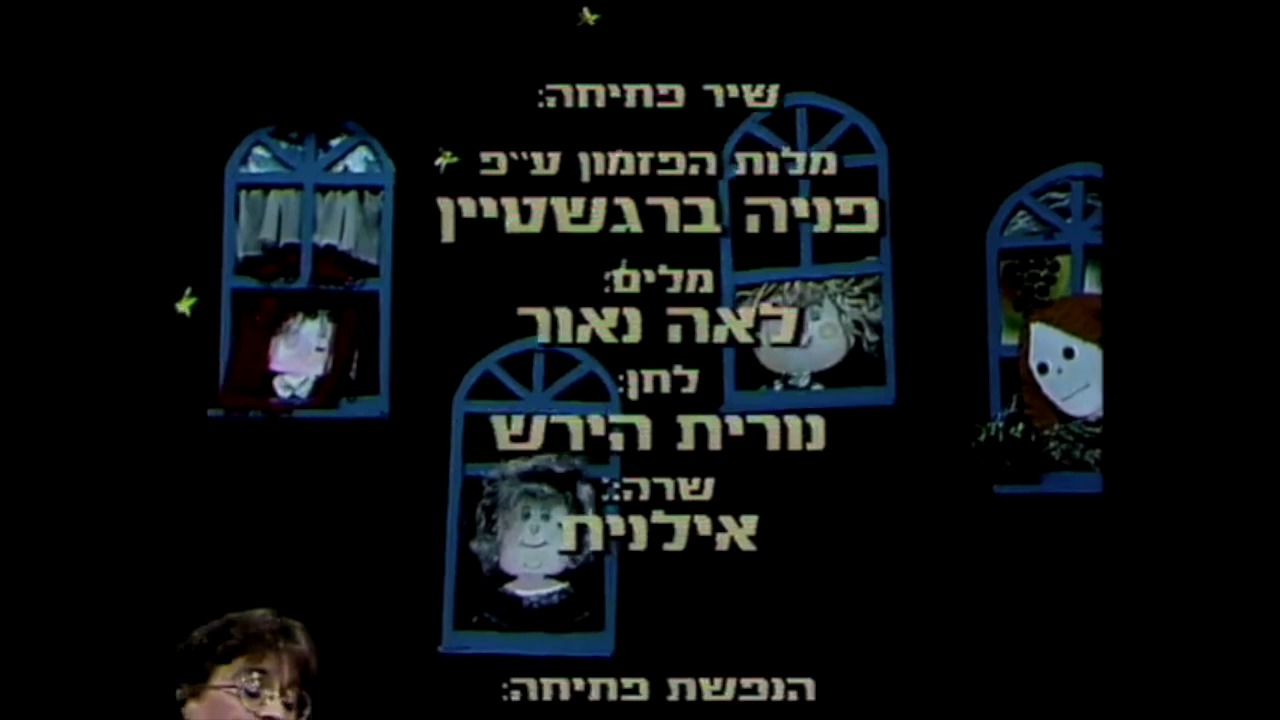 שיר פתיחה:
מלות הפזמון ע״פ
פניה ברגשטיין
מלים:
לאה נאור
לחן:
נורית הירש
שרה:
אילנית
הנפשת פתיחה: